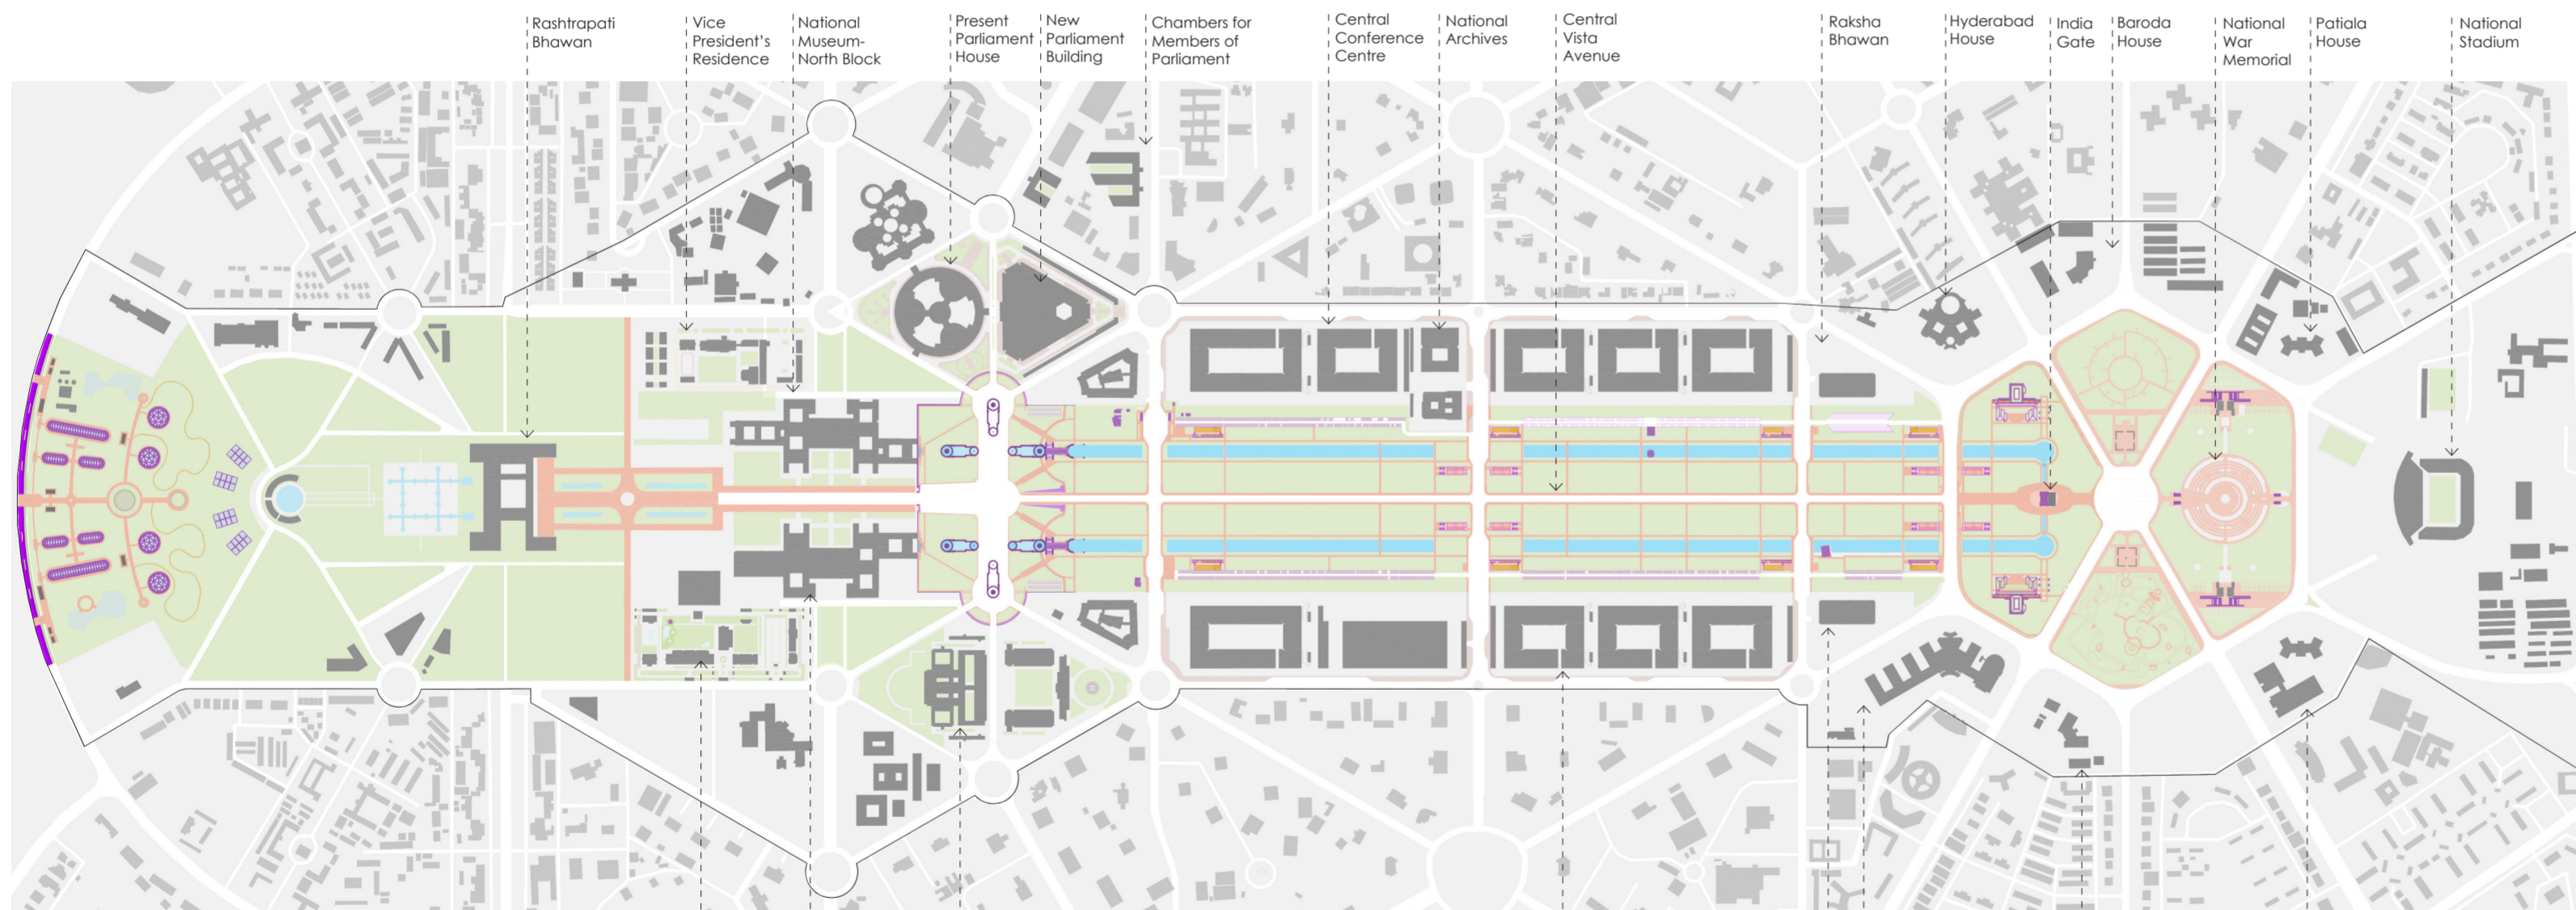 Rashtrapati
Bhawan
Vice
President's
Residence
National
Museum-
North Block
Present
Parliament
House
New
Parliament
Building
Chambers for
Members of
Parliament
Central
Conference
Centre
National
Archives
Central
Vista
Avenue
Raksha
Bhawan
Hyderabad
House
India
Gate
Baroda
House
National
War
Memorial
Patiala
House
National
Stadium